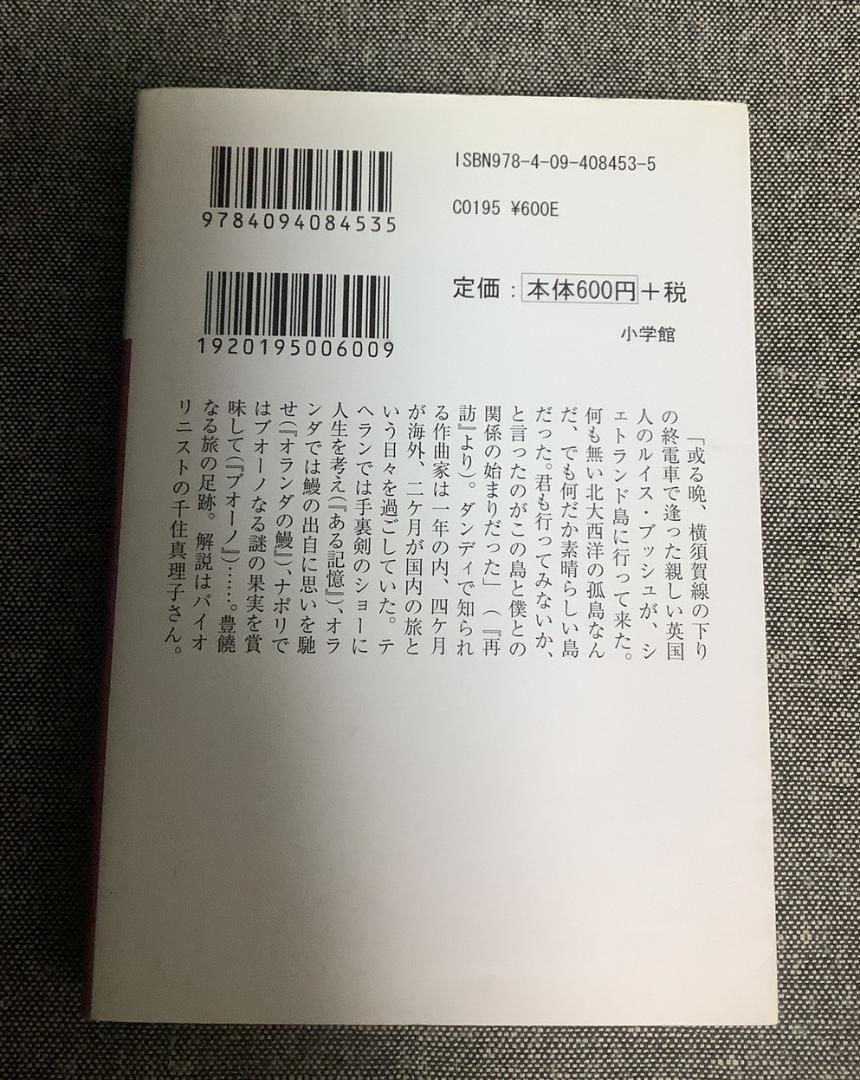 9784094084535
ISBN978-4-09-408453-5
C0195 ¥600E
1920195006009
定価：本体600円＋税
小学館
「或る晩、横須賀線の下り
の終電車で逢った親しい英国
人のルイス・ブッシュが、シ
ェトランド島に行って来た。
何も無い北大西洋の孤島なん
だ、でも何だか素晴らしい島
だった。君も行ってみないか、
と言ったのがこの島と僕との
関係の始まりだった」（『再
訪』より）。ダンディで知られ
る作曲家は一年の内、四ケ月
が海外、二ケ月が国内の旅と
いう日々を過ごしていた。テ
ヘランでは手裏剣のショーに
人生を考え（『ある記憶』）、オラ
ンダでは鰻の出自に思いを馳
せ（『オランダの鰻』）、ナポリで
はブオーノなる謎の果実を賞
味して（『ブオーノ』）……。豊饒
なる旅の足跡。解説はバイオ
リニストの千住真理子さん。